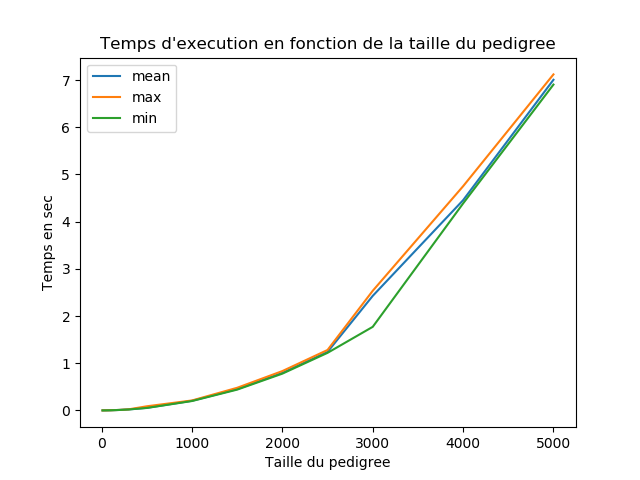 Temps d'execution en fonction de la taille du pedigree
mean
max
min
7
6
5
4
3
2
1
0
Temps en sec
0 1000 2000 3000 4000 5000
Taille du pedigree